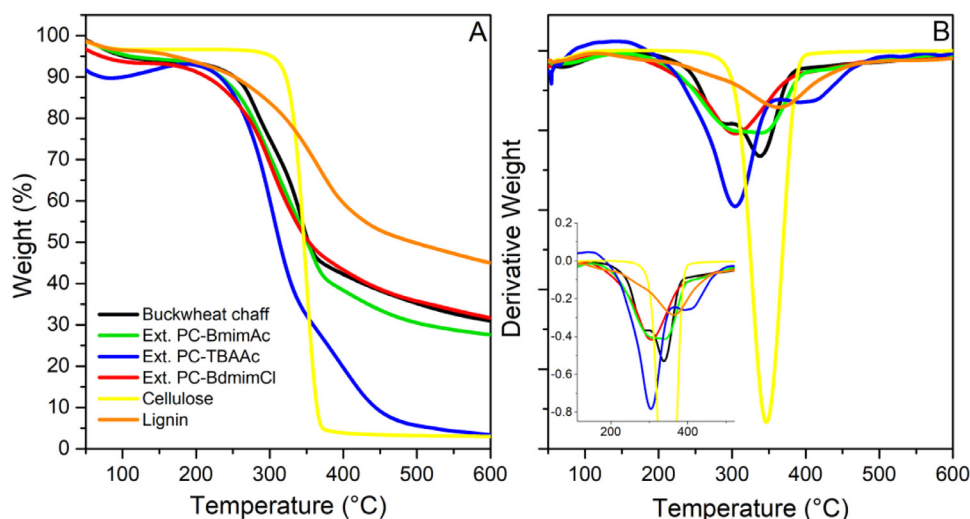 A
100
90
80
70
60
50
40
30
20
10
0
Weight (%)
Buckwheat chaff
Ext. PC-BmimAc
Ext. PC-TBAAc
Ext. PC-BdmimCl
Cellulose
Lignin
100 200 300 400 500 600
Temperature (°C)
B
Derivative Weight
0.2
0.0
-0.2
-0.4
-0.6
-0.8
200 400
100 200 300 400 500 600
Temperature (°C)